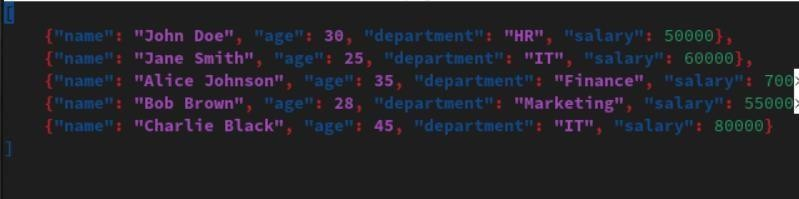 [
    {"name": "John Doe", "age": 30, "department": "HR", "salary": 50000},
    {"name": "Jane Smith", "age": 25, "department": "IT", "salary": 60000},
    {"name": "Alice Johnson", "age": 35, "department": "Finance", "salary": 700>
    {"name": "Bob Brown", "age": 28, "department": "Marketing", "salary": 55000>
    {"name": "Charlie Black", "age": 45, "department": "IT", "salary": 80000}
]